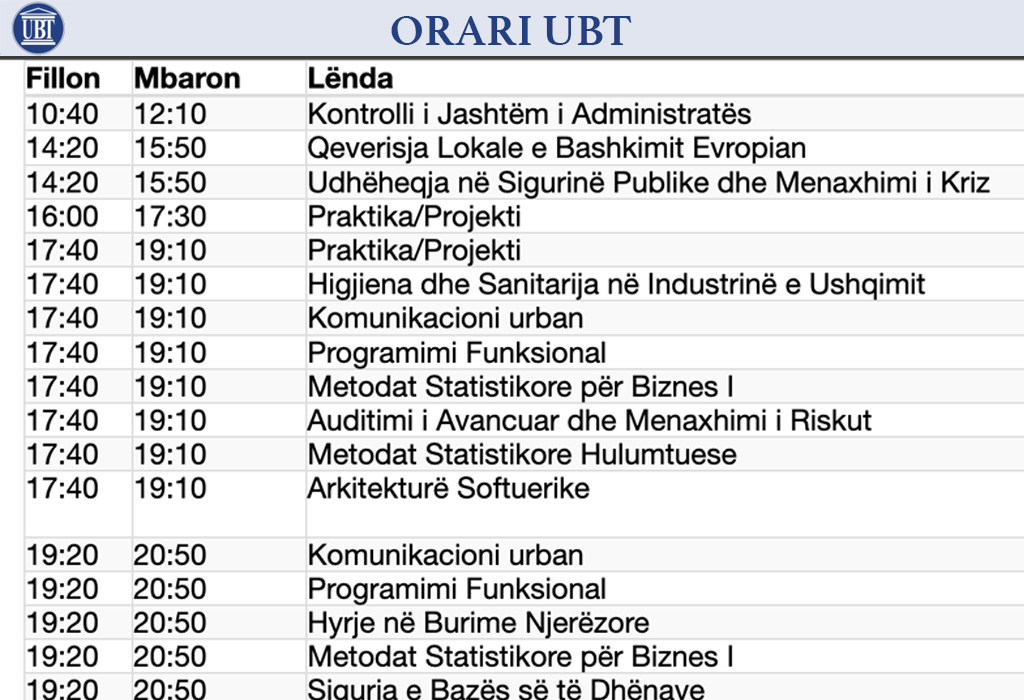 UBT
ORARI UBT
Fillon Mbaron Lënda
10:40 12:10 Kontrolli i Jashtëm i Administratës
14:20 15:50 Qeverisja Lokale e Bashkimit Evropian
14:20 15:50 Udhëheqja në Sigurinë Publike dhe Menaxhimi i Kriz
16:00 17:30 Praktika/Projekti
17:40 19:10 Praktika/Projekti
17:40 19:10 Higjiena dhe Sanitarija në Industrinë e Ushqimit
17:40 19:10 Komunikacioni urban
17:40 19:10 Programimi Funksional
17:40 19:10 Metodat Statistikore për Biznes I
17:40 19:10 Auditimi i Avancuar dhe Menaxhimi i Riskut
17:40 19:10 Metodat Statistikore Hulumtuese
17:40 19:10 Arkitekturë Softuerike
19:20 20:50 Komunikacioni urban
19:20 20:50 Programimi Funksional
19:20 20:50 Hyrje në Burime Njerëzore
19:20 20:50 Metodat Statistikore për Biznes I
19:20 20:50 Siguria e Bazës së të Dhënave